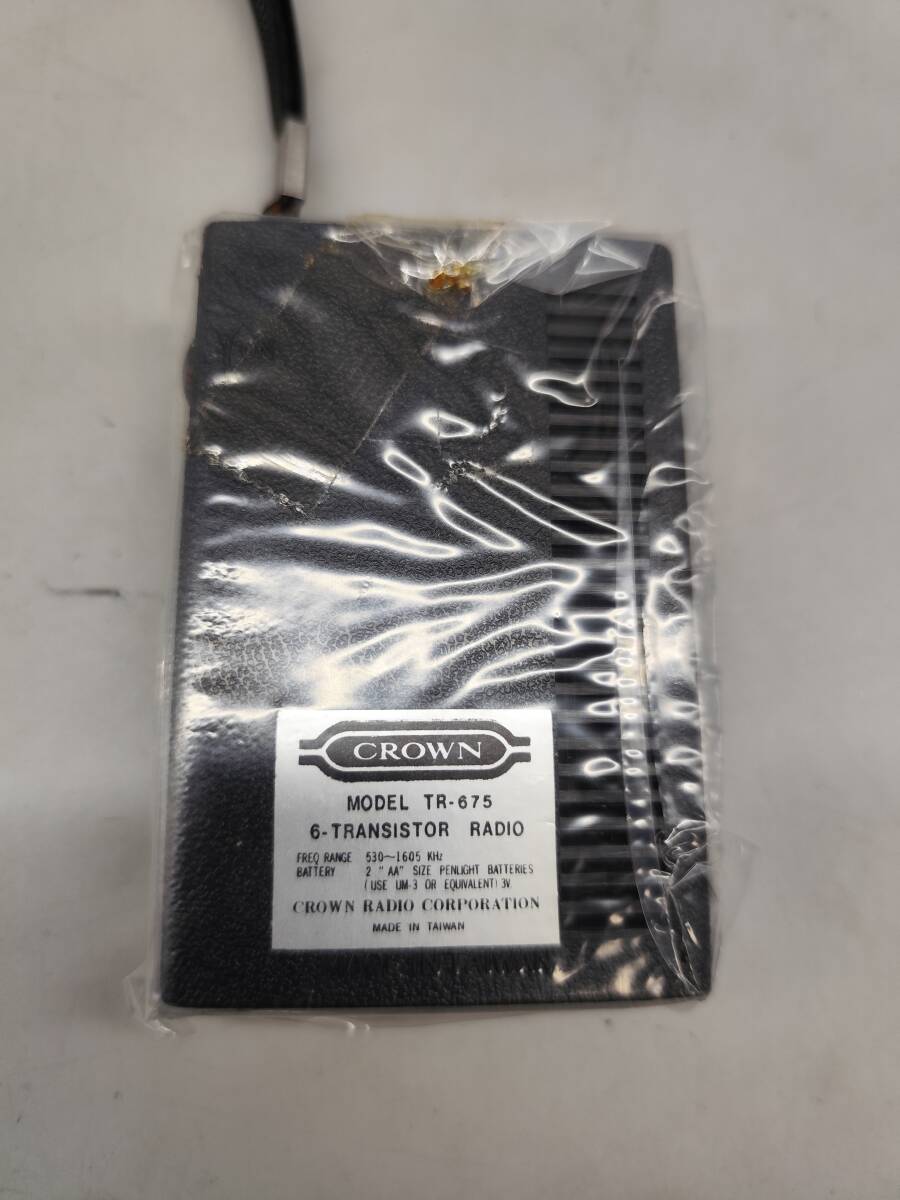 CROWN
MODEL TR-675
6-TRANSISTOR RADIO
FREQ RANGE 530~1605 KHz
BATTERY 2 "AA" SIZE PENLIGHT BATTERIES
(USE UM-3 OR EQUIVALENT) 3V
CROWN RADIO CORPORATION
MADE IN TAIWAN